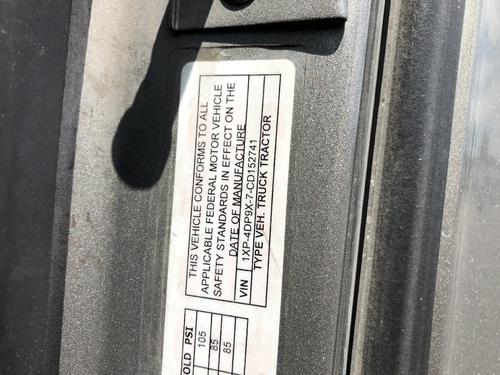 THIS VEHICLE CONFORMS TO ALL
APPLICABLE FEDERAL MOTOR VEHICLE
SAFETY STANDARDS IN EFFECT ON THE
DATE OF MANUFACTURE
VIN 1XP-4DP9X-7-CD152741
TYPE VEH. TRUCK TRACTOR
OLD PSI
105
85
85